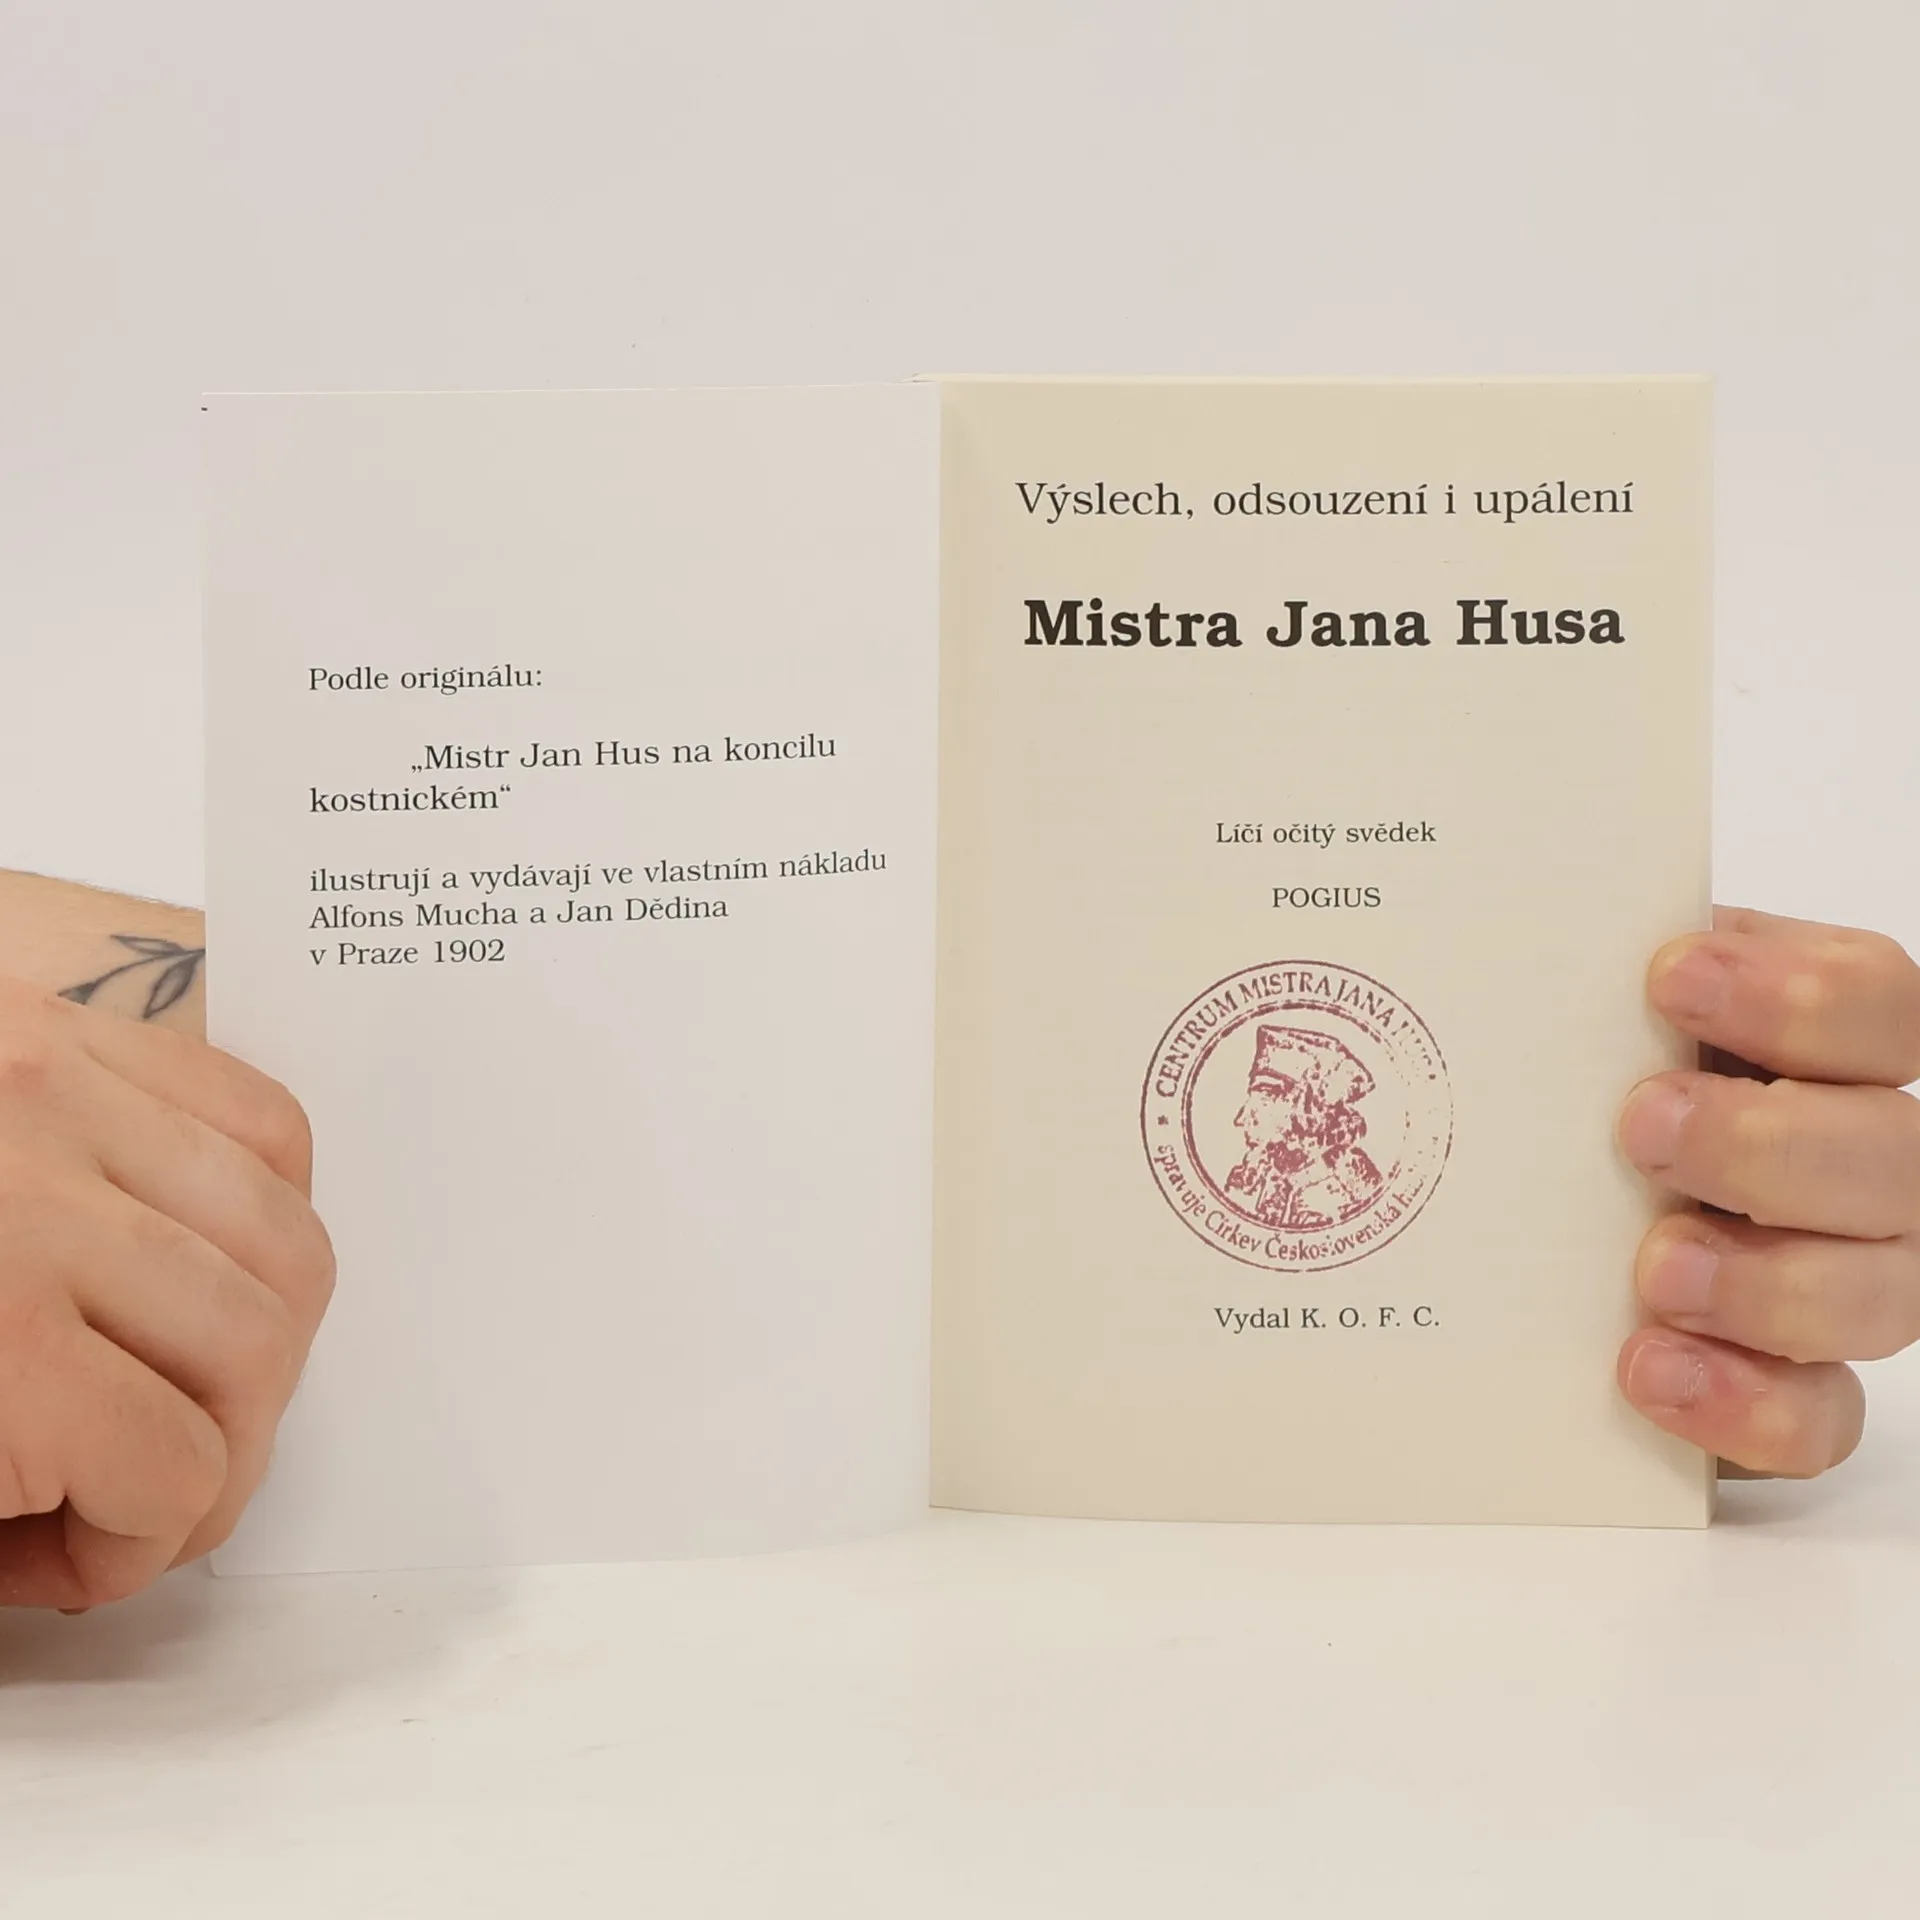 Podle originálu:
„Mistr Jan Hus na koncilu
kostnickém“
ilustrují a vydávají ve vlastním nákladu
Alfons Mucha a Jan Dědina
v Praze 1902
Výslech, odsouzení i upálení
Mistra Jana Husa
Líčí očitý svědek
POGIUS
CENTRUM MISTRA JANA
spravuje Církev Československá
Vydal K. O. F. C.